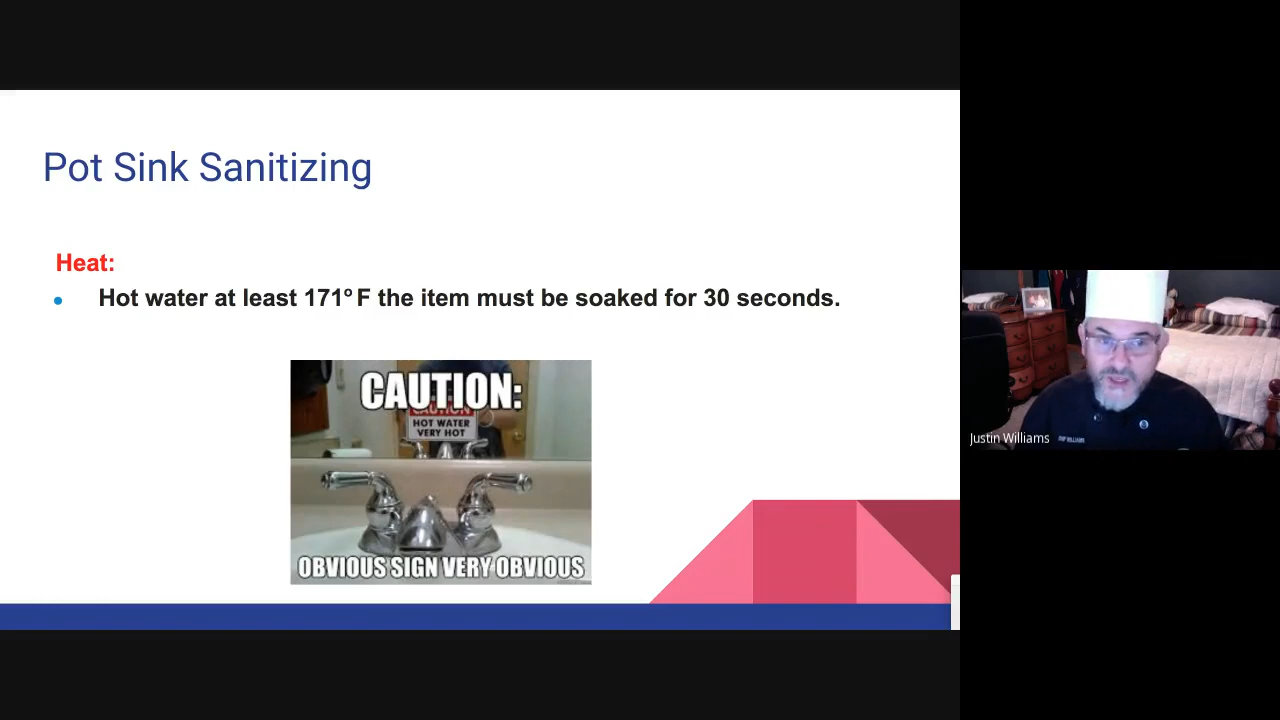 Pot Sink Sanitizing
Heat:
Hot water at least 171º F the item must be soaked for 30 seconds.
CAUTION:
CAUTION
HOT WATER
VERY HOT
OBVIOUS SIGN VERY OBVIOUS
Justin Williams